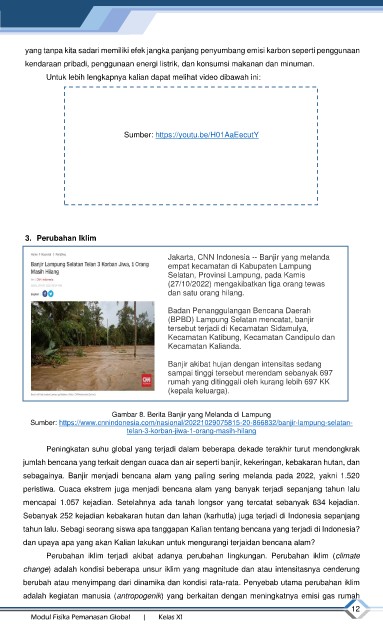 yang tanpa kita sadari memiliki efek jangka panjang penyumbang emisi karbon seperti penggunaan
kendaraan pribadi, penggunaan energi listrik, dan konsumsi makanan dan minuman.
Untuk lebih lengkapnya kalian dapat melihat video dibawah ini:
Sumber: https://youtu.be/H01AaEecutY
3. Perubahan Iklim
Banjir Lampung Selatan Telan 3 Korban Jiwa, 1 Orang
Masih Hilang
CNN Indonesia
Jakarta, CNN Indonesia -- Banjir yang melanda
empat kecamatan di Kabupaten Lampung
Selatan, Provinsi Lampung, pada Kamis
(27/10/2022) mengakibatkan tiga orang tewas
dan satu orang hilang.
Badan Penanggulangan Bencana Daerah
(BPBD) Lampung Selatan mencatat, banjir
tersebut terjadi di Kecamatan Sidamulya,
Kecamatan Katibung, Kecamatan Candipulo dan
Kecamatan Kalianda.
Banjir akibat hujan dengan intensitas sedang
sampai tinggi tersebut merendam sebanyak 697
rumah yang ditinggali oleh kurang lebih 697 KK
(kepala keluarga).
CNN
Gambar 8. Berita Banjir yang Melanda di Lampung
Sumber: https://www.cnnindonesia.com/nasional/20221029075815-20-866832/banjir-lampung-selatan-
telan-3-korban-jiwa-1-orang-masih-hilang
Peningkatan suhu global yang terjadi dalam beberapa dekade terakhir turut mendongkrak
jumlah bencana yang terkait dengan cuaca dan air seperti banjir, kekeringan, kebakaran hutan, dan
sebagainya. Banjir menjadi bencana alam yang paling sering melanda pada 2022, yakni 1.520
peristiwa. Cuaca ekstrem juga menjadi bencana alam yang banyak terjadi sepanjang tahun lalu
mencapai 1.057 kejadian. Setelahnya ada tanah longsor yang tercatat sebanyak 634 kejadian.
Sebanyak 252 kejadian kebakaran hutan dan lahan (karhutla) juga terjadi di Indonesia sepanjang
tahun lalu. Sebagi seorang siswa apa tanggapan Kalian tentang bencana yang terjadi di Indonesia?
dan upaya apa yang akan Kalian lakukan untuk mengurangi terjadan bencana alam?
Perubahan iklim terjadi akibat adanya perubahan lingkungan. Perubahan iklim (climate
change) adalah kondisi beberapa unsur iklim yang magnitude dan atau intensitasnya cenderung
berubah atau menyimpang dari dinamika dan kondisi rata-rata. Penyebab utama perubahan iklim
adalah kegiatan manusia (antropogenik) yang berkaitan dengan meningkatnya emisi gas rumah
12
Modul Fisika Pemanasan Global | Kelas XI